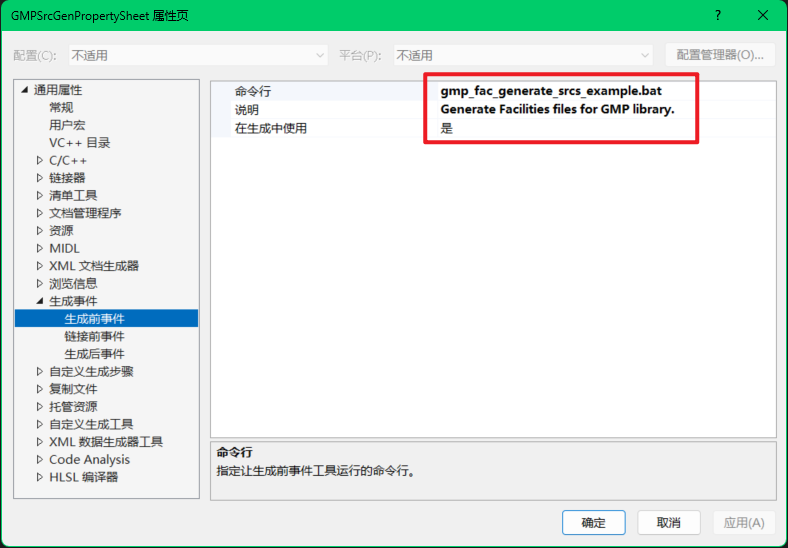 GMPSrcGenPropertySheet 属性页
?
配置(C):
不适用
平台(P):
不适用
配置管理器(O)...
通用属性
常规
用户宏
VC++ 目录
C/C++
链接器
清单工具
文档管理程序
资源
MIDL
XML 文档生成器
浏览信息
生成事件
生成前事件
链接前事件
生成后事件
自定义生成步骤
复制文件
托管资源
自定义生成工具
XML 数据生成器工具
Code Analysis
HLSL 编译器
命令行 gmp_fac_generate_srcs_example.bat
说明 Generate Facilities files for GMP library.
在生成中使用 是
命令行
指定让生成前事件工具运行的命令行。
确定
取消
应用(A)